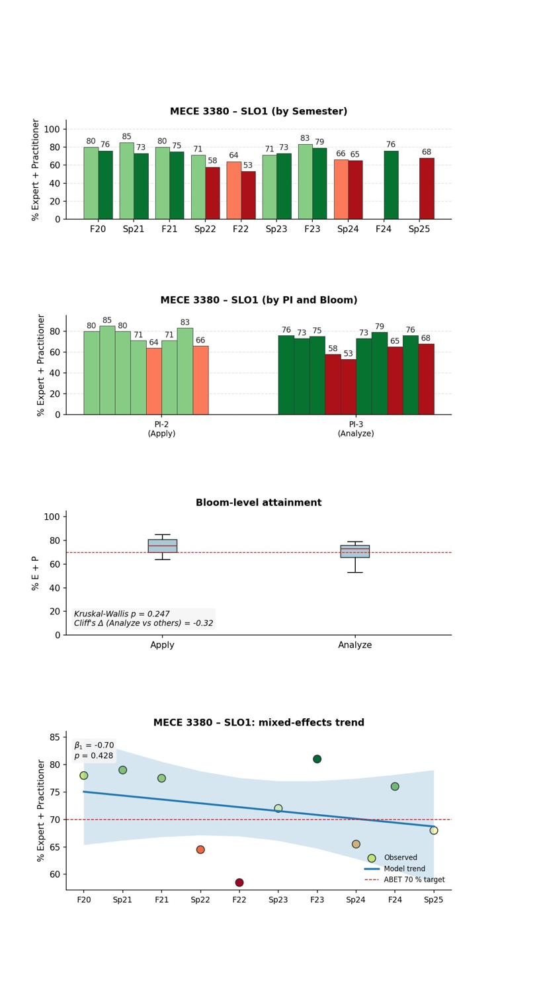 MECE 3380 – SLO1 (by Semester)
% Expert + Practitioner
100
80
60
40
20
0
80 76 85 73 80 75 71 58 64 53 71 73 83 79 66 65 76 68
F20 Sp21 F21 Sp22 F22 Sp23 F23 Sp24 F24 Sp25
MECE 3380 – SLO1 (by PI and Bloom)
% Expert + Practitioner
80
60
40
20
0
80 85 80 71 64 71 83 66 76 73 75 58 53 73 79 65 76 68
PI-2
(Apply)
PI-3
(Analyze)
Bloom-level attainment
% E + P
100
80
60
40
20
0
Kruskal-Wallis p = 0.247
Cliff's Δ (Analyze vs others) = -0.32
Apply Analyze
MECE 3380 – SLO1: mixed-effects trend
% Expert + Practitioner
85
80
75
70
65
60
β₁ = -0.70
p = 0.428
Observed
Model trend
ABET 70 % target
F20 Sp21 F21 Sp22 F22 Sp23 F23 Sp24 F24 Sp25